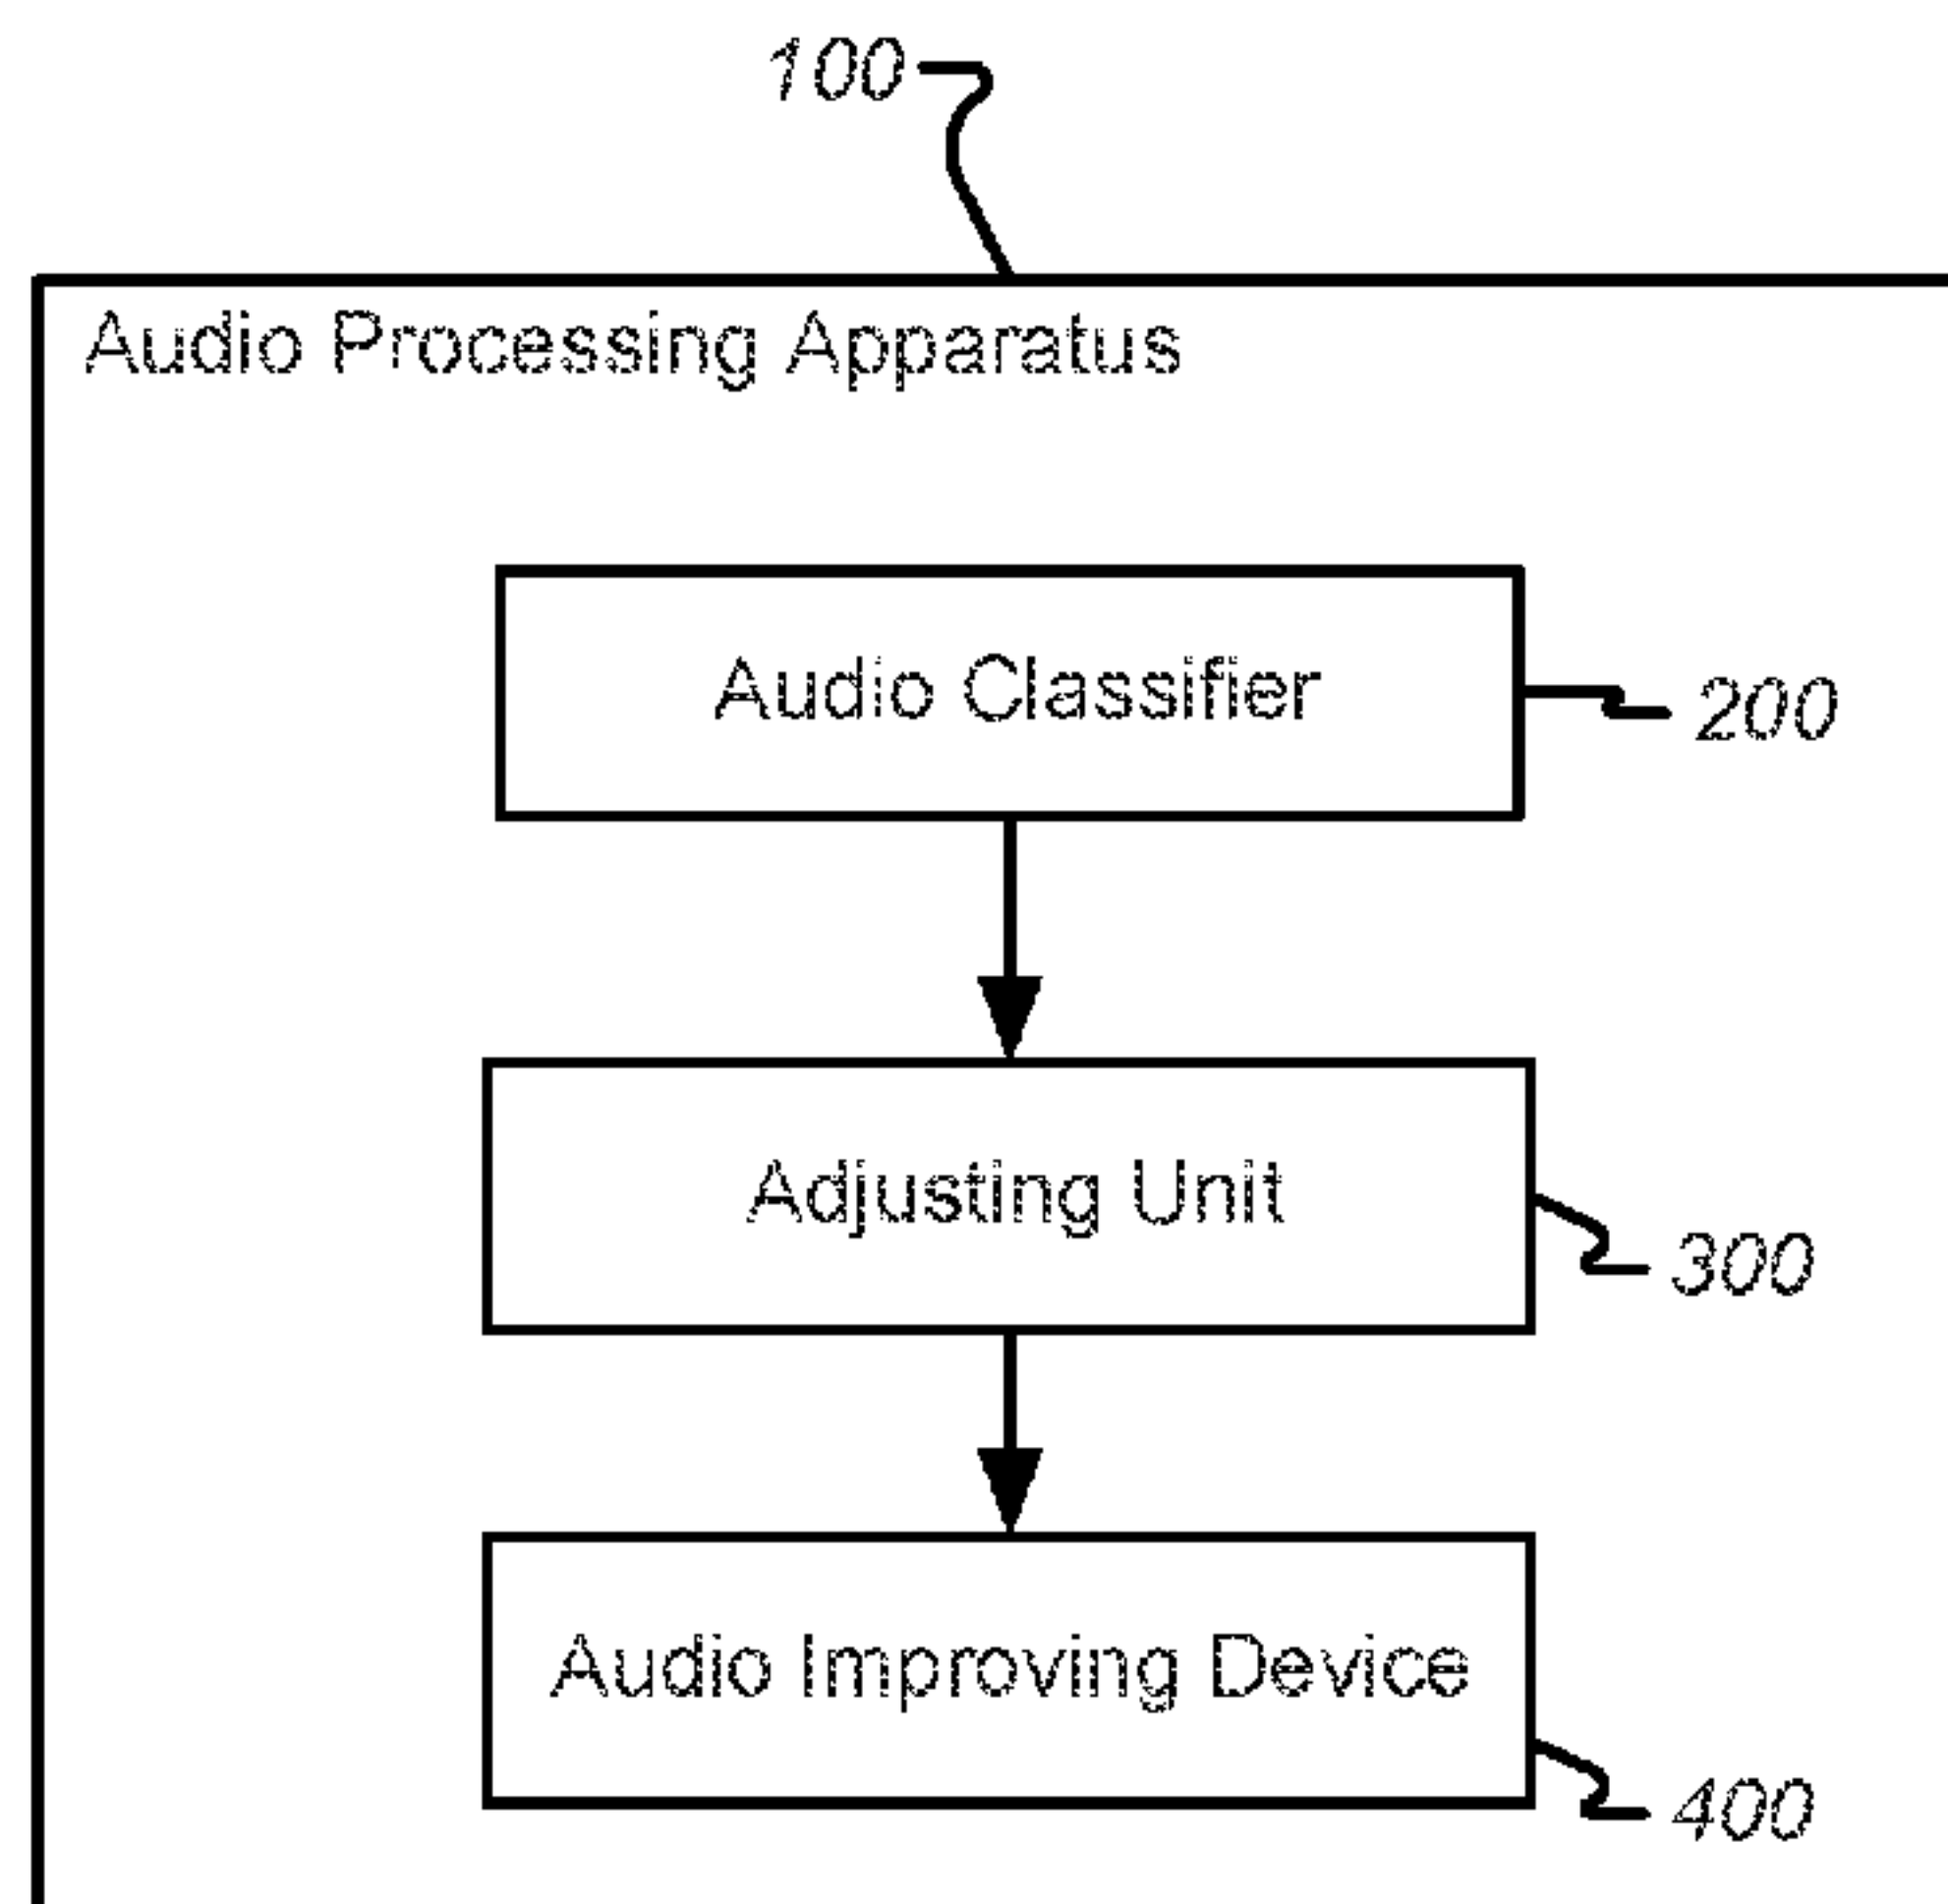 100
Audio Processing Apparatus
Audio Classifier
200
Adjusting Unit
300
Audio Improving Device
400